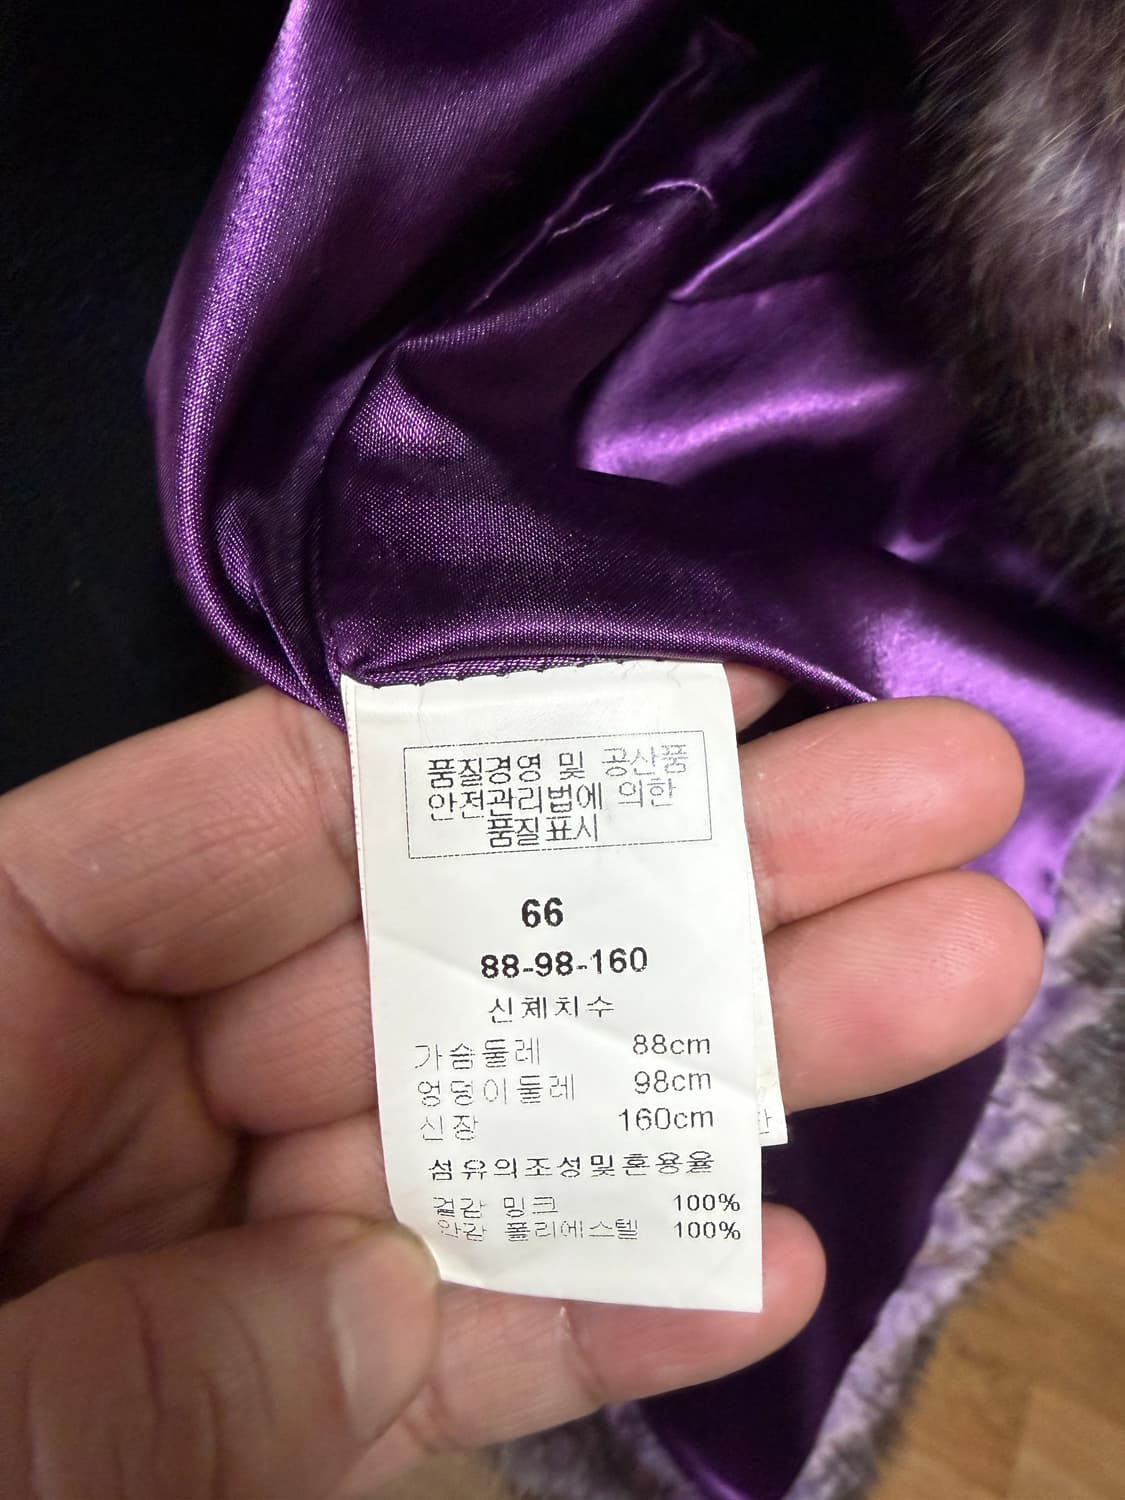 품질경영 및 공산품
안전관리법에 의한
품질표시
66
88-98-160
신체치수
가슴둘레 88cm
엉덩이둘레 98cm
신장 160cm
섬유의조성및혼용율
겉감 밍크 100%
안감 폴리에스텔 100%